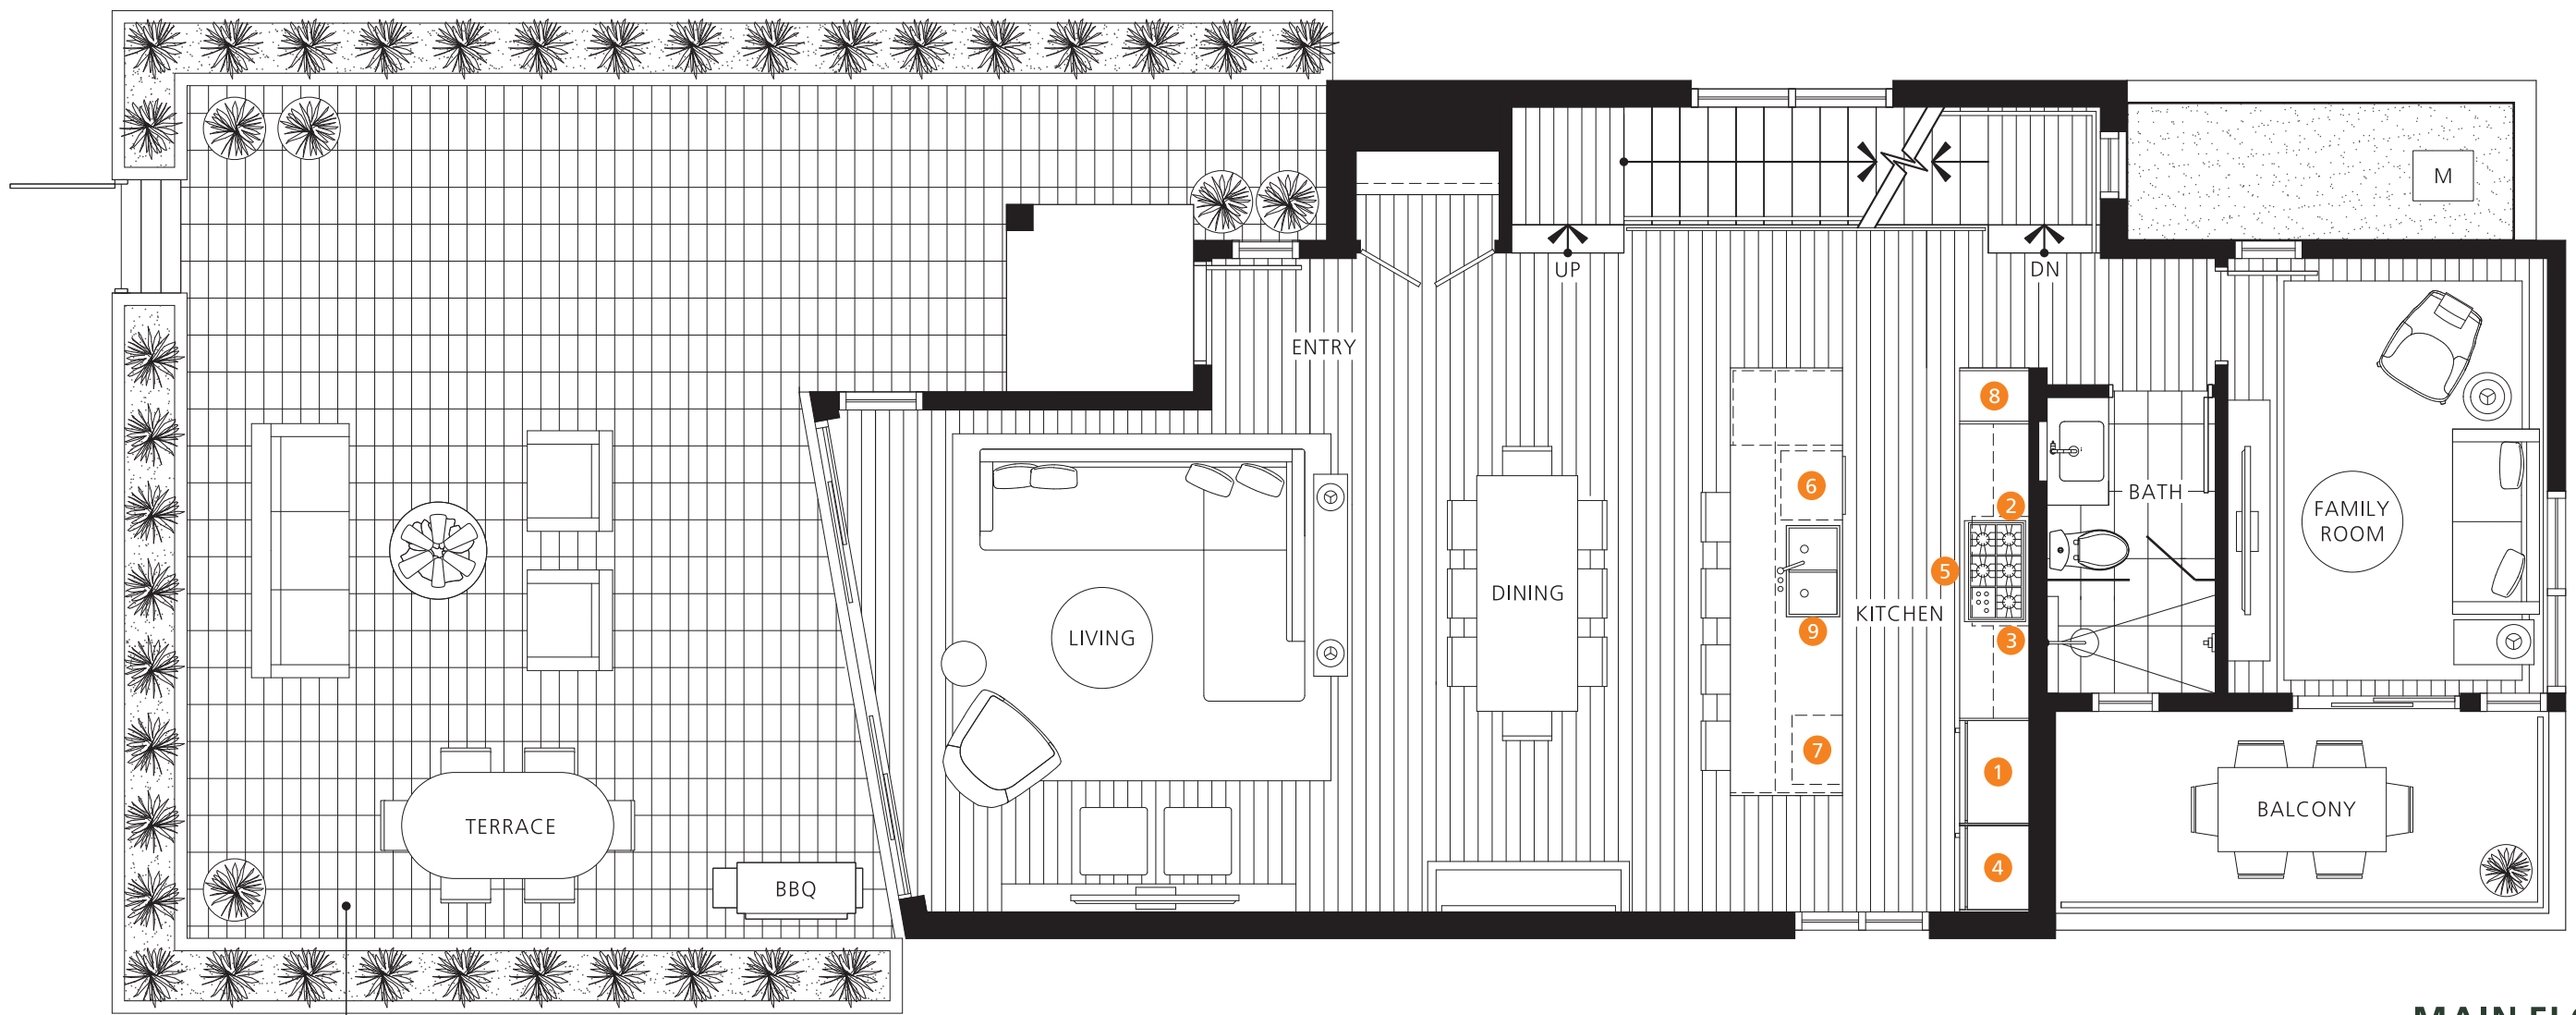 M
UP
DN
ENTRY
8
6
2
BATH
FAMILY
ROOM
5
DINING
KITCHEN
9
3
LIVING
7
1
TERRACE
BALCONY
4
BBQ